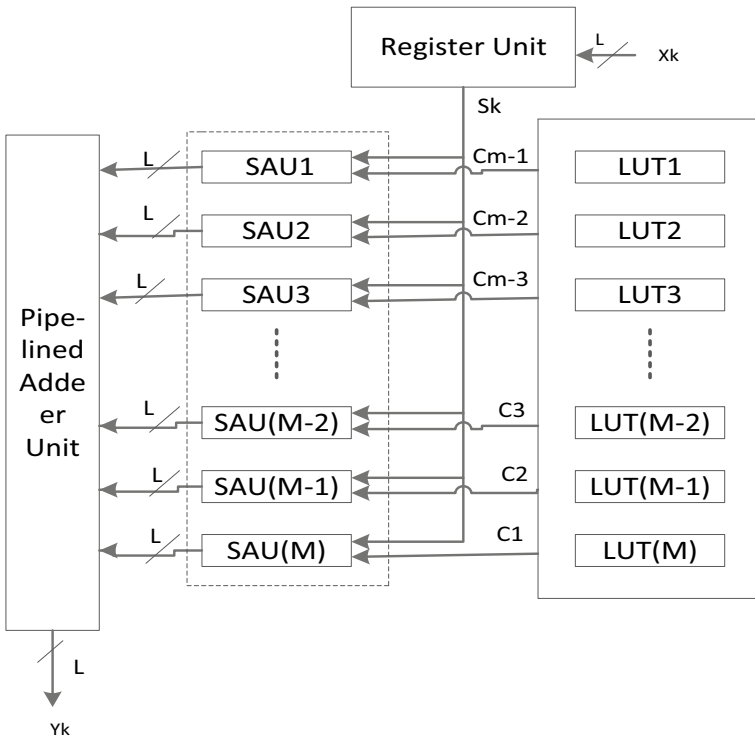 Register Unit
L
Xk
Sk
L
SAU1
Cm-1
LUT1
L
SAU2
Cm-2
LUT2
L
SAU3
Cm-3
LUT3
Pipe-
lined
Adde
er
Unit
L
SAU(M-2)
C3
LUT(M-2)
L
SAU(M-1)
C2
LUT(M-1)
L
SAU(M)
C1
LUT(M)
L
Yk